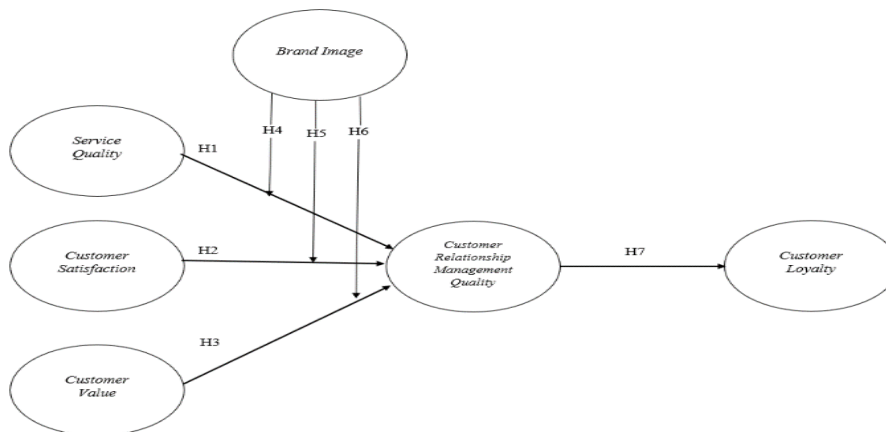 Brand Image
H4
H5
H6
Service
Quality
H1
Customer
Satisfaction
H2
Customer
Relationship
Management
Quality
H7
Customer
Loyalty
H3
Customer
Value